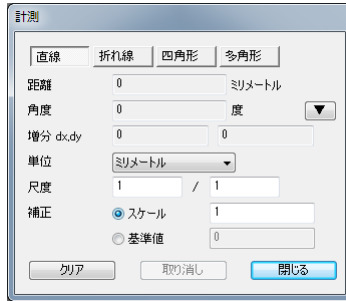 計測
直線 折れ線 四角形 多角形
距離 0 ミリメートル
角度 0 度 ▼
増分 dx,dy 0 0
単位 ミリメートル
尺度 1 / 1
補正 スケール 1
基準値 0
クリア 取り消し 閉じる